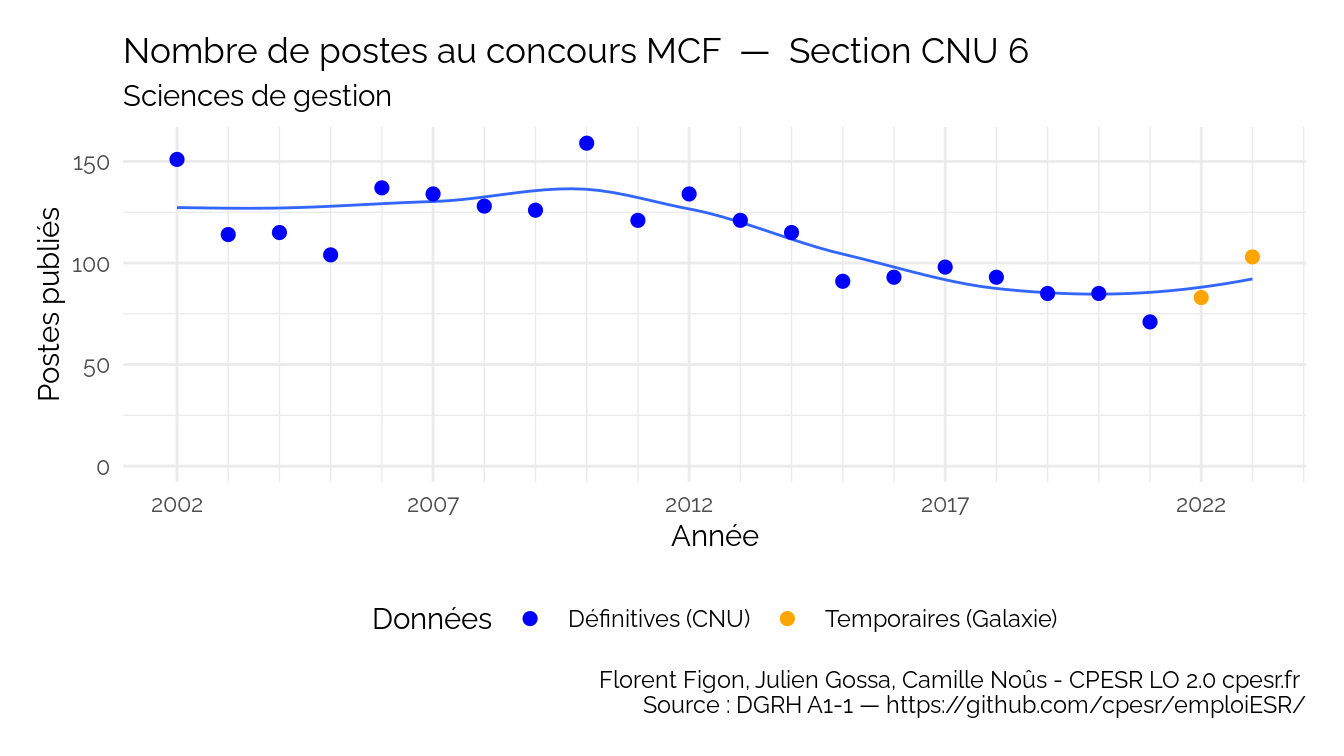 Nombre de postes au concours MCF — Section CNU 6
Sciences de gestion
Postes publiés
150
100
50
0
2002 2007 2012 2017 2022
Année
Données Définitives (CNU) Temporaires (Galaxie)
Florent Figon, Julien Gossa, Camille Noûs - CPESR LO 2.0 cpesr.fr
Source : DGRH A1-1 — https://github.com/cpesr/emploiESR/